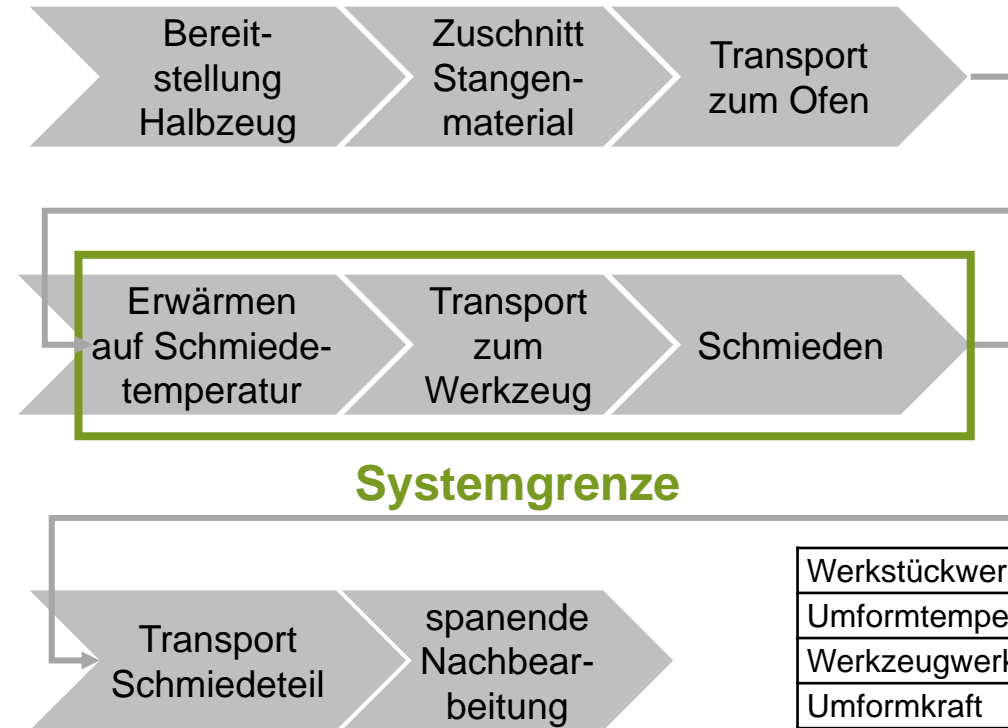 Bereit-
stellung
Halbzeug
Zuschnitt
Stangen-
material
Transport
zum Ofen
Erwärmen
auf Schmiede-
temperatur
Transport
zum
Werkzeug
Schmieden
Systemgrenze
Transport
Schmiedeteil
spanende
Nachbear-
beitung
Werkstückwer
Umformtempe
Werkzeugwerk
Umformkraft